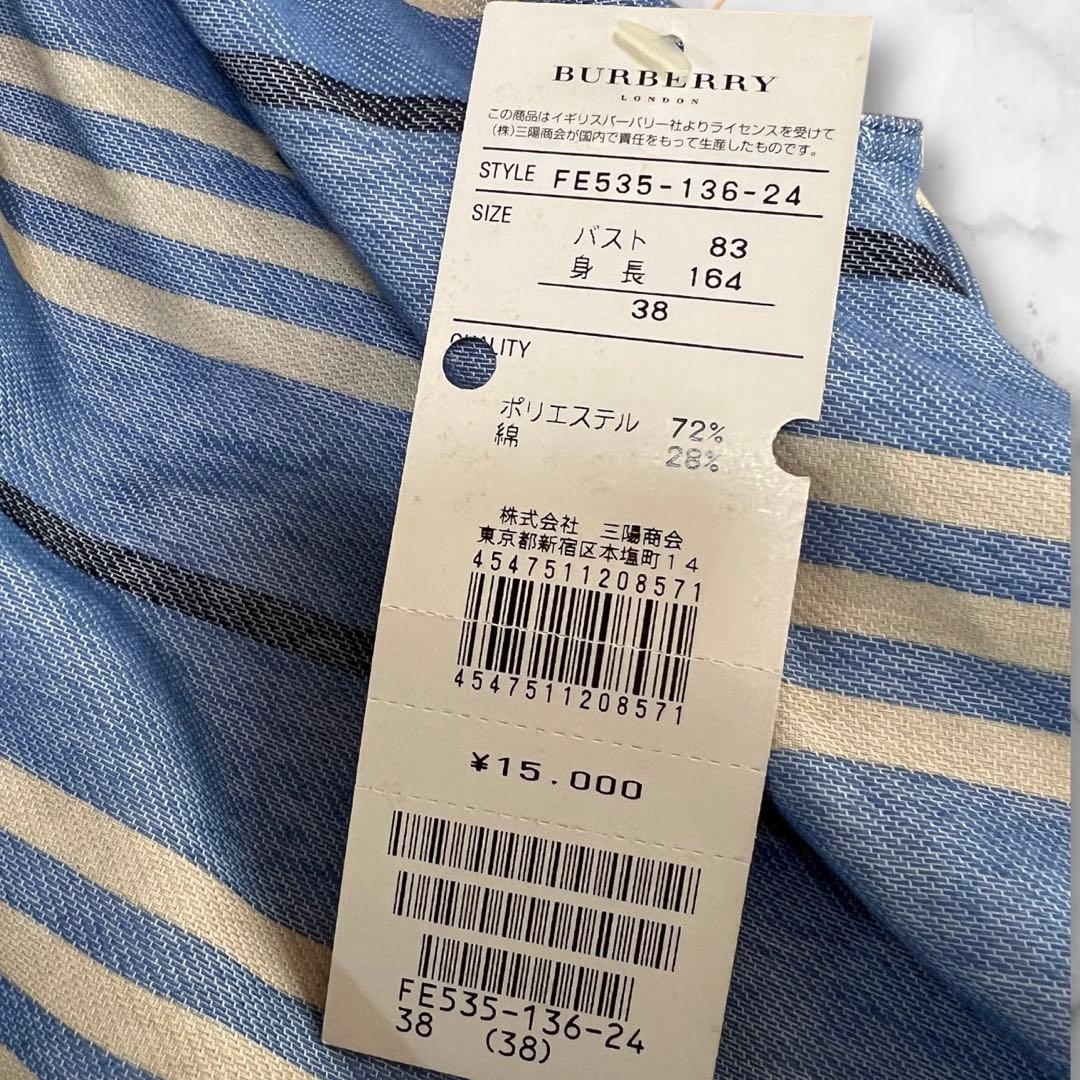 BURBERRY
LONDON
この商品はイギリスバーバリー社よりライセンスを受けて
(株)三陽商会が国内で責任をもって生産したものです。
STYLE FE535-136-24
SIZE
バスト 83
身長 164
38
QUALITY
ポリエステル 72%
綿 28%
株式会社 三陽商会
東京都新宿区本塩町14
4547511208571
4547511208571
¥15.000
FE535-136-24
38 (38)